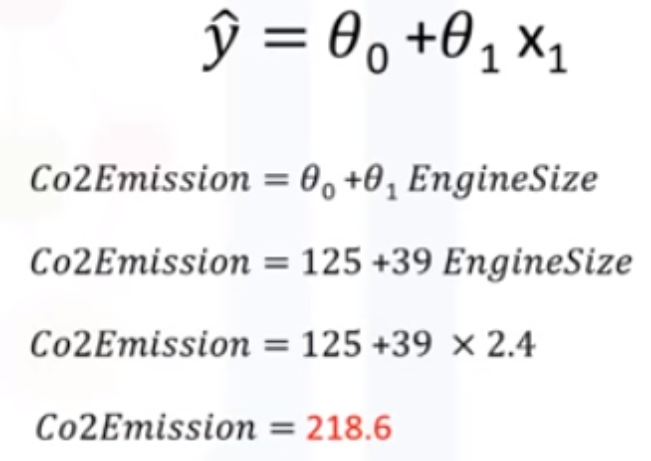 ŷ = θ₀ +θ₁ x₁
Co2Emission = θ₀ +θ₁ EngineSize
Co2Emission = 125 +39 EngineSize
Co2Emission = 125 +39 × 2.4
Co2Emission = 218.6